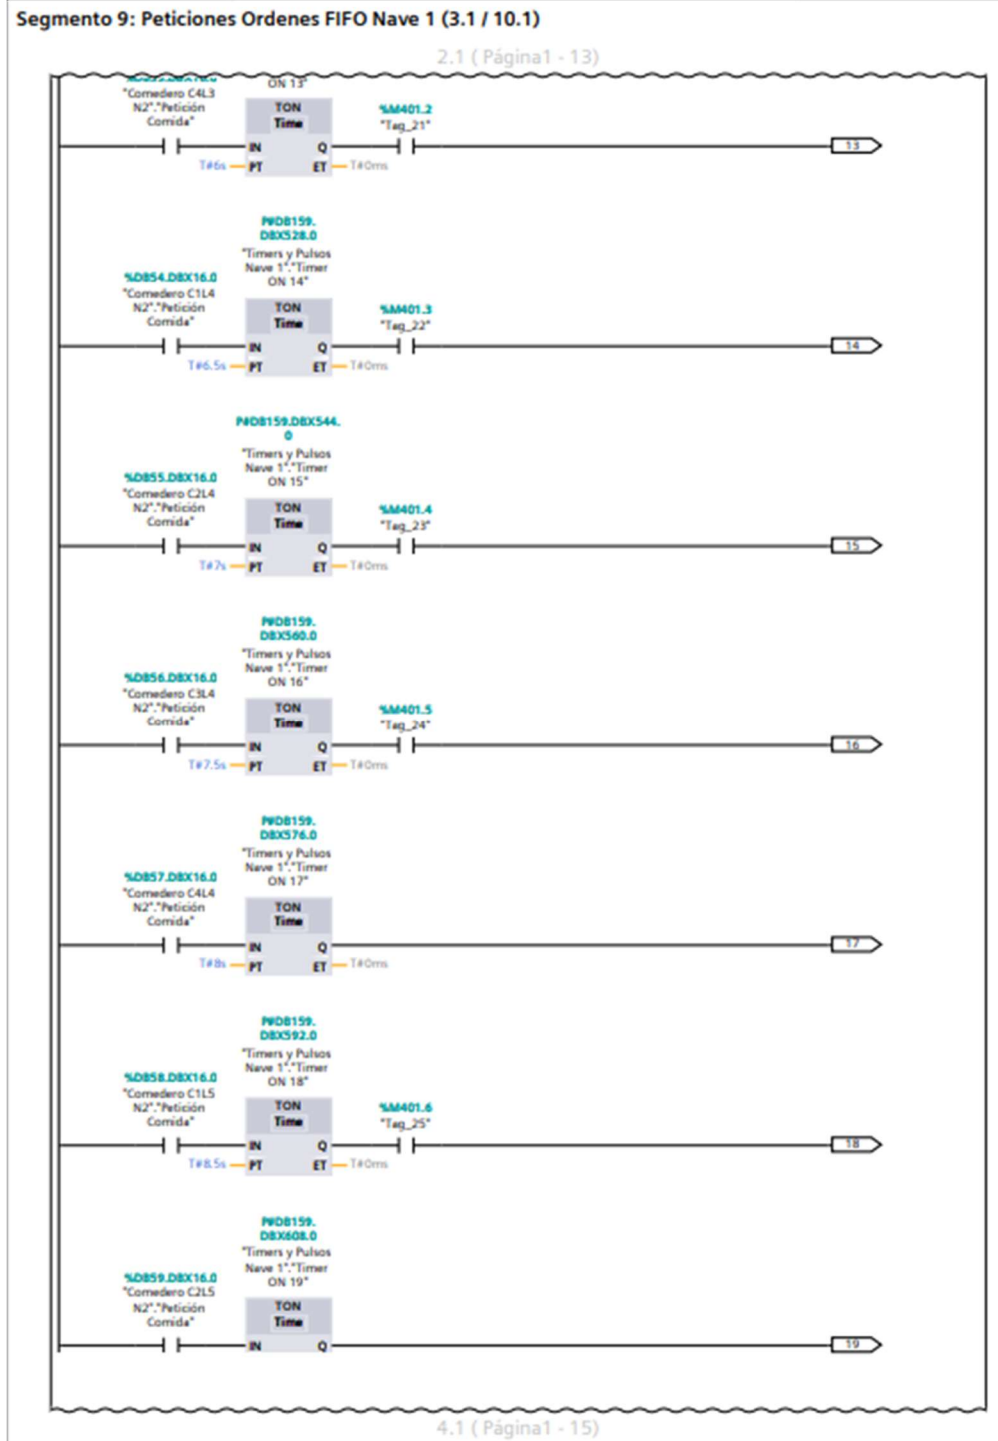 Segmento 9: Peticiones Ordenes FIFO Nave 1 (3.1 / 10.1)
2.1 ( Página1 - 13)
"Comedero C4L3
N2"."Petición
Comida"
ON 13"
TON
Time
%M401.2
"Tag_21"
IN Q
T#6s PT ET T#0ms
13
P#DB159.
DBX528.0
"Timers y Pulsos
Nave 1"."Timer
ON 14"
%DB54.DBX16.0
"Comedero C1L4
N2"."Petición
Comida"
TON
Time
%M401.3
"Tag_22"
IN Q
T#6.5s PT ET T#0ms
14
P#DB159.DBX544.
0
"Timers y Pulsos
Nave 1"."Timer
ON 15"
%DB55.DBX16.0
"Comedero C2L4
N2"."Petición
Comida"
TON
Time
%M401.4
"Tag_23"
IN Q
T#7s PT ET T#0ms
15
P#DB159.
DBX560.0
"Timers y Pulsos
Nave 1"."Timer
ON 16"
%DB56.DBX16.0
"Comedero C3L4
N2"."Petición
Comida"
TON
Time
%M401.5
"Tag_24"
IN Q
T#7.5s PT ET T#0ms
16
P#DB159.
DBX576.0
"Timers y Pulsos
Nave 1"."Timer
ON 17"
%DB57.DBX16.0
"Comedero C4L4
N2"."Petición
Comida"
TON
Time
IN Q
T#8s PT ET T#0ms
17
P#DB159.
DBX592.0
"Timers y Pulsos
Nave 1"."Timer
ON 18"
%DB58.DBX16.0
"Comedero C1L5
N2"."Petición
Comida"
TON
Time
%M401.6
"Tag_25"
IN Q
T#8.5s PT ET T#0ms
18
P#DB159.
DBX608.0
"Timers y Pulsos
Nave 1"."Timer
ON 19"
%DB59.DBX16.0
"Comedero C2L5
N2"."Petición
Comida"
TON
Time
IN Q
19
4.1 ( Página1 - 15)